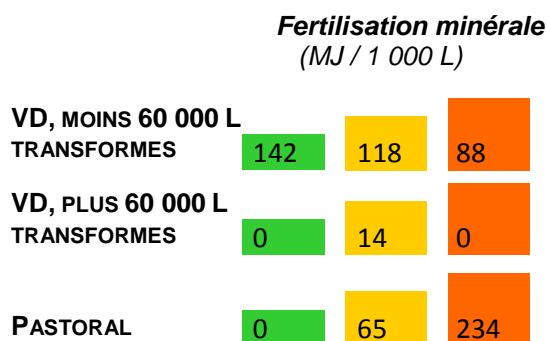 Fertilisation minérale
(MJ / 1 000 L)
VD, MOINS 60 000 L
TRANSFORMES 142 118 88
VD, PLUS 60 000 L
TRANSFORMES 0 14 0
PASTORAL 0 65 234